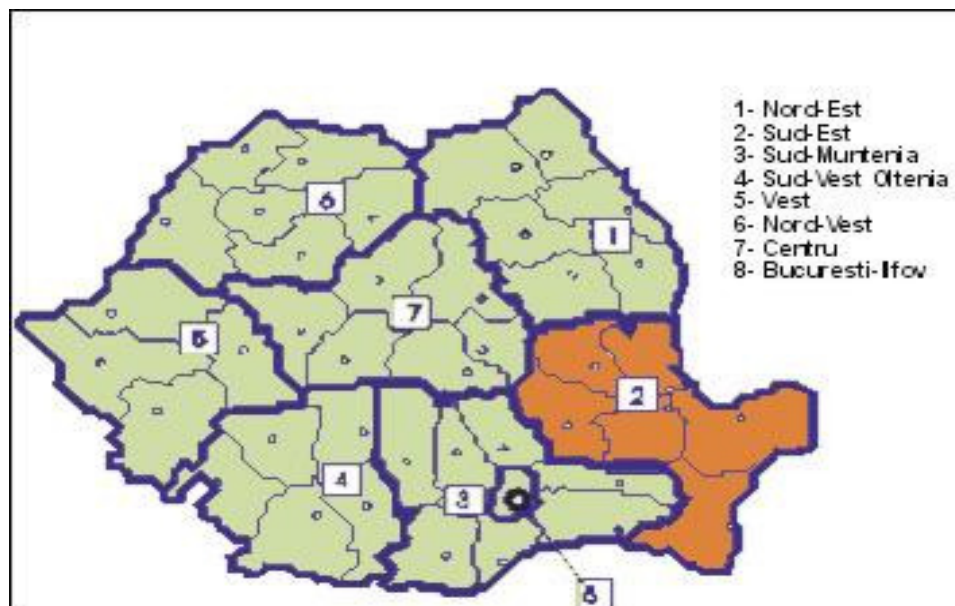 1- Nord-Est
2- Sud-Est
3- Sud-Muntenia
4- Sud-Vest Oltenia
5- Vest
6- Nord-Vest
7- Centru
8- Bucuresti-Ilfov
6
1
7
5
2
4
3
8